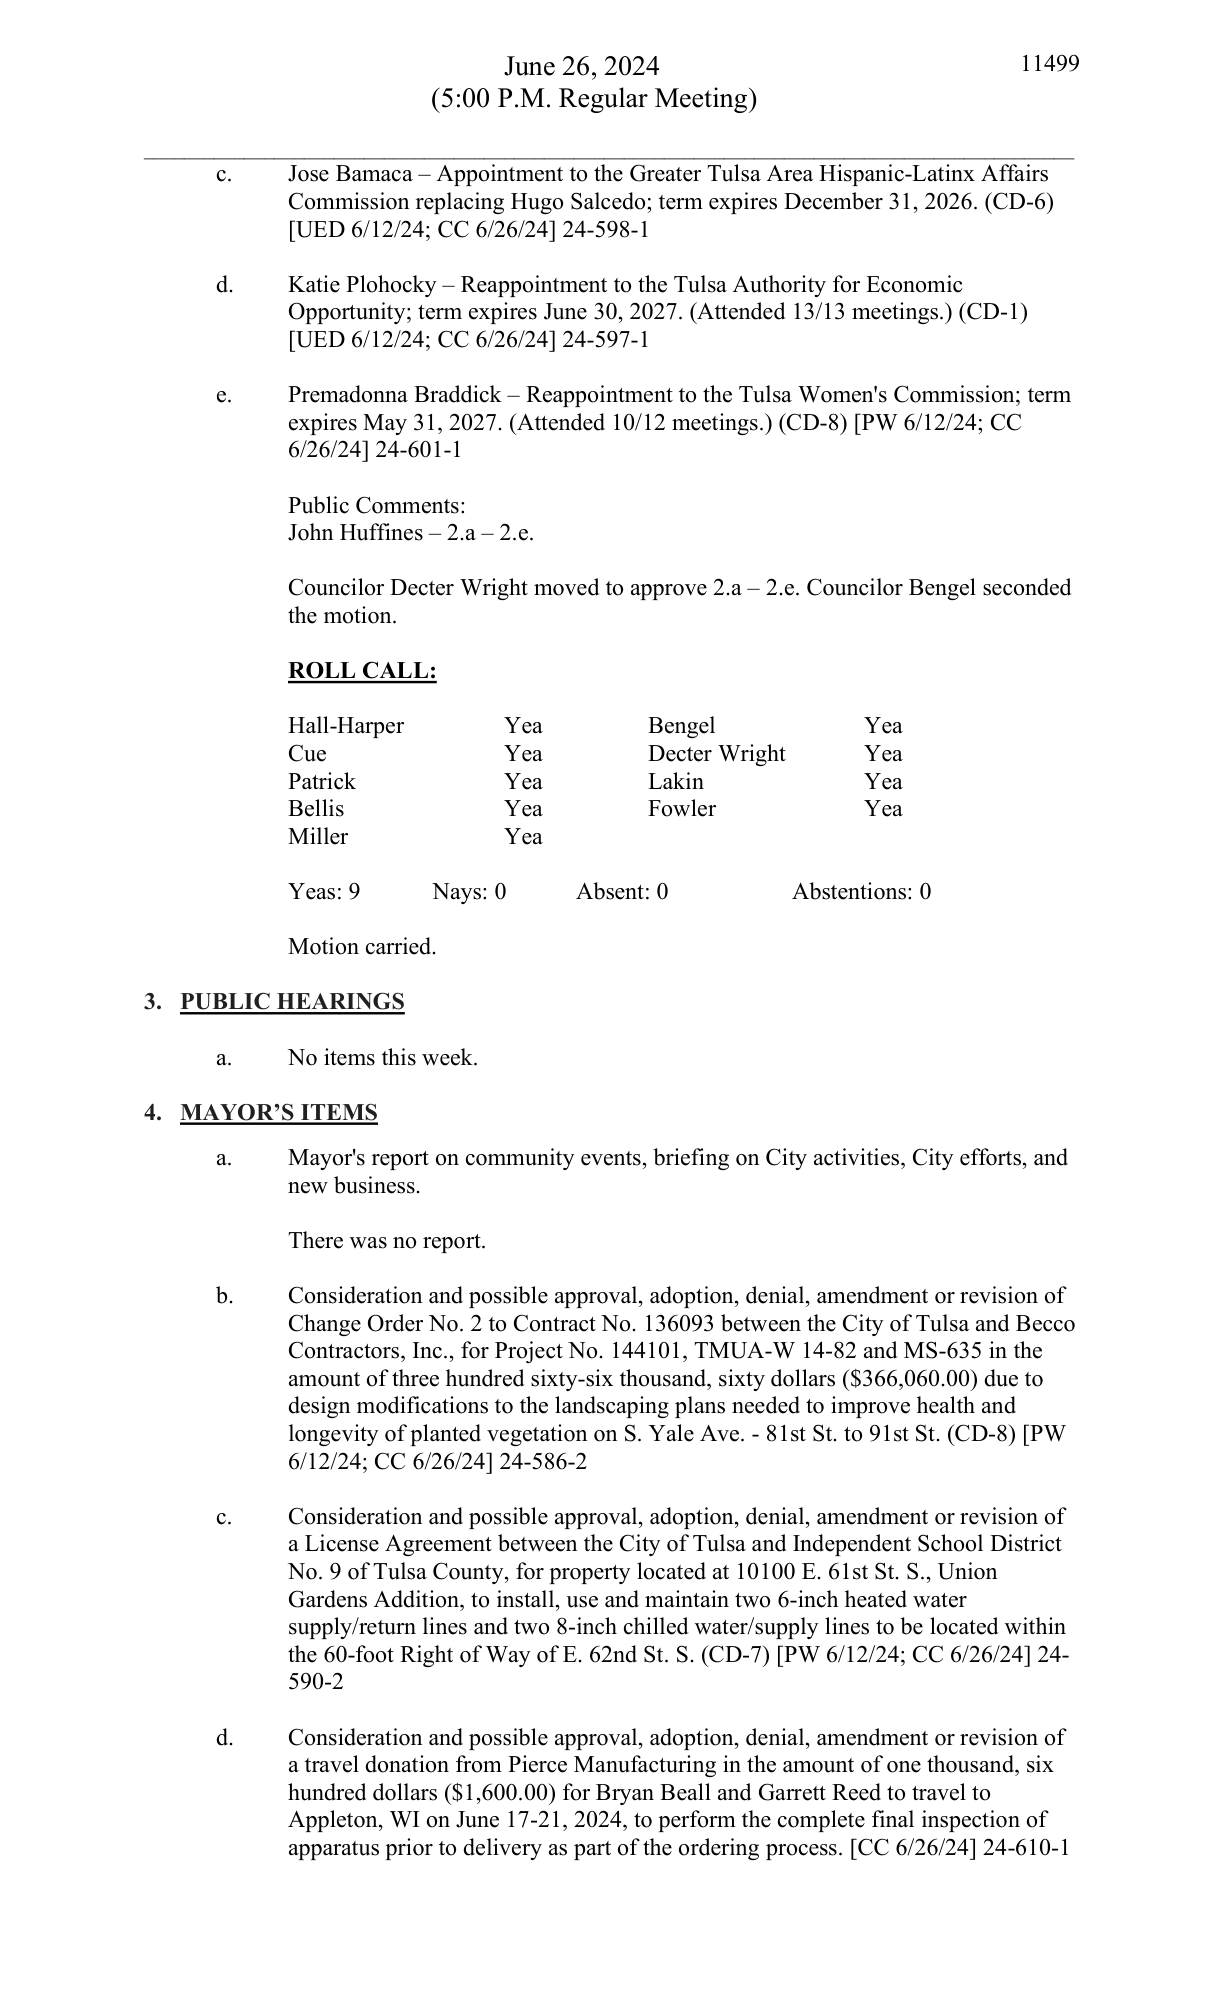 June 26, 2024
11499
(5:00 P.M. Regular Meeting)
c. Jose Bamaca – Appointment to the Greater Tulsa Area Hispanic-Latinx Affairs
Commission replacing Hugo Salcedo; term expires December 31, 2026. (CD-6)
[UED 6/12/24; CC 6/26/24] 24-598-1
d. Katie Plohocky – Reappointment to the Tulsa Authority for Economic
Opportunity; term expires June 30, 2027. (Attended 13/13 meetings.) (CD-1)
[UED 6/12/24; CC 6/26/24] 24-597-1
e. Premadonna Braddick – Reappointment to the Tulsa Women's Commission; term
expires May 31, 2027. (Attended 10/12 meetings.) (CD-8) [PW 6/12/24; CC
6/26/24] 24-601-1
Public Comments:
John Huffines – 2.a – 2.e.
Councilor Decter Wright moved to approve 2.a – 2.e. Councilor Bengel seconded
the motion.
ROLL CALL:
Hall-Harper Yea Bengel Yea
Cue Yea Decter Wright Yea
Patrick Yea Lakin Yea
Bellis Yea Fowler Yea
Miller Yea
Yeas: 9 Nays: 0 Absent: 0 Abstentions: 0
Motion carried.
3. PUBLIC HEARINGS
a. No items this week.
4. MAYOR’S ITEMS
a. Mayor's report on community events, briefing on City activities, City efforts, and
new business.
There was no report.
b. Consideration and possible approval, adoption, denial, amendment or revision of
Change Order No. 2 to Contract No. 136093 between the City of Tulsa and Becco
Contractors, Inc., for Project No. 144101, TMUA-W 14-82 and MS-635 in the
amount of three hundred sixty-six thousand, sixty dollars ($366,060.00) due to
design modifications to the landscaping plans needed to improve health and
longevity of planted vegetation on S. Yale Ave. - 81st St. to 91st St. (CD-8) [PW
6/12/24; CC 6/26/24] 24-586-2
c. Consideration and possible approval, adoption, denial, amendment or revision of
a License Agreement between the City of Tulsa and Independent School District
No. 9 of Tulsa County, for property located at 10100 E. 61st St. S., Union
Gardens Addition, to install, use and maintain two 6-inch heated water
supply/return lines and two 8-inch chilled water/supply lines to be located within
the 60-foot Right of Way of E. 62nd St. S. (CD-7) [PW 6/12/24; CC 6/26/24] 24-
590-2
d. Consideration and possible approval, adoption, denial, amendment or revision of
a travel donation from Pierce Manufacturing in the amount of one thousand, six
hundred dollars ($1,600.00) for Bryan Beall and Garrett Reed to travel to
Appleton, WI on June 17-21, 2024, to perform the complete final inspection of
apparatus prior to delivery as part of the ordering process. [CC 6/26/24] 24-610-1